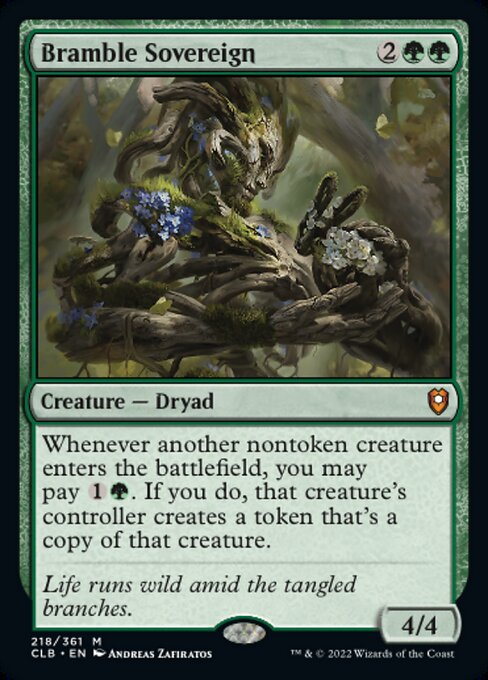 Bramble Sovereign 2
Creature — Dryad
Whenever another nontoken creature
enters the battlefield, you may
pay 1. If you do, that creature's
controller creates a token that's a
copy of that creature.
Life runs wild amid the tangled
branches.
4/4
218/361 M
CLB • EN Andreas Zafiratos
™ & © 2022 Wizards of the Coast